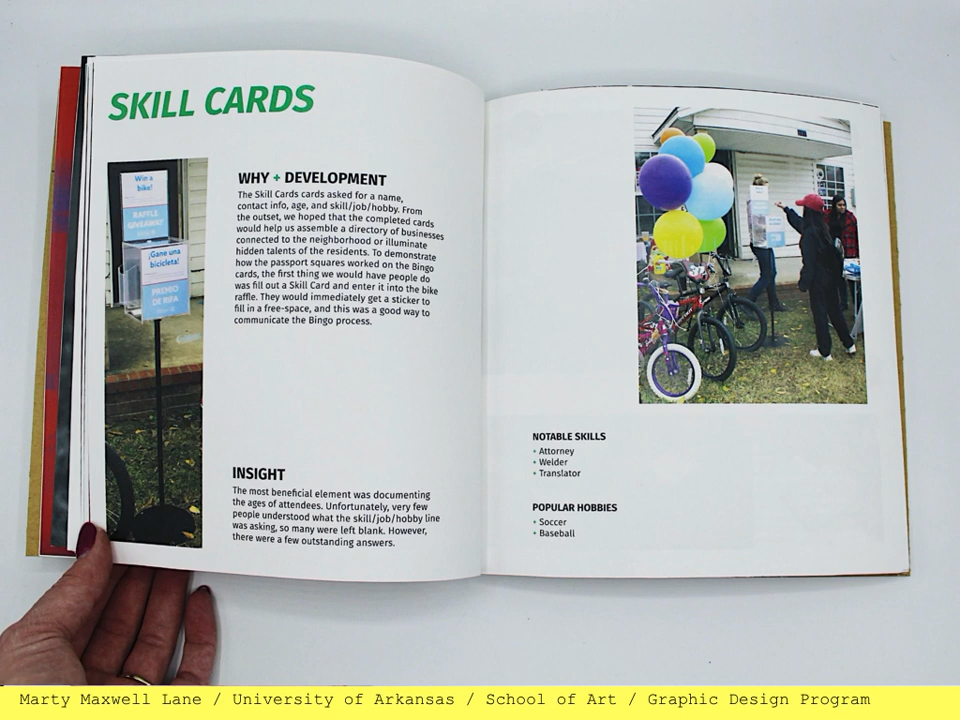 SKILL CARDS
Win a
bike!
RAFFLE
GIVEAWAY
¡Gane una
bicicleta!
PREMIO
DE RIFA
WHY + DEVELOPMENT
The Skill Cards cards asked for a name,
contact info, age, and skill/job/hobby. From
the outset, we hoped that the completed cards
would help us assemble a directory of businesses
connected to the neighborhood or illuminate
hidden talents of the residents. To demonstrate
how the passport squares worked on the Bingo
cards, the first thing we would have people do
was fill out a Skill Card and enter it into the bike
raffle. They would immediately get a sticker to
fill in a free-space, and this was a good way to
communicate the Bingo process.
INSIGHT
The most beneficial element was documenting
the ages of attendees. Unfortunately, very few
people understood what the skill/job/hobby line
was asking, so many were left blank. However,
there were a few outstanding answers.
NOTABLE SKILLS
+ Attorney
+ Welder
+ Translator
POPULAR HOBBIES
+ Soccer
+ Baseball
Marty Maxwell Lane / University of Arkansas / School of Art / Graphic Design Program